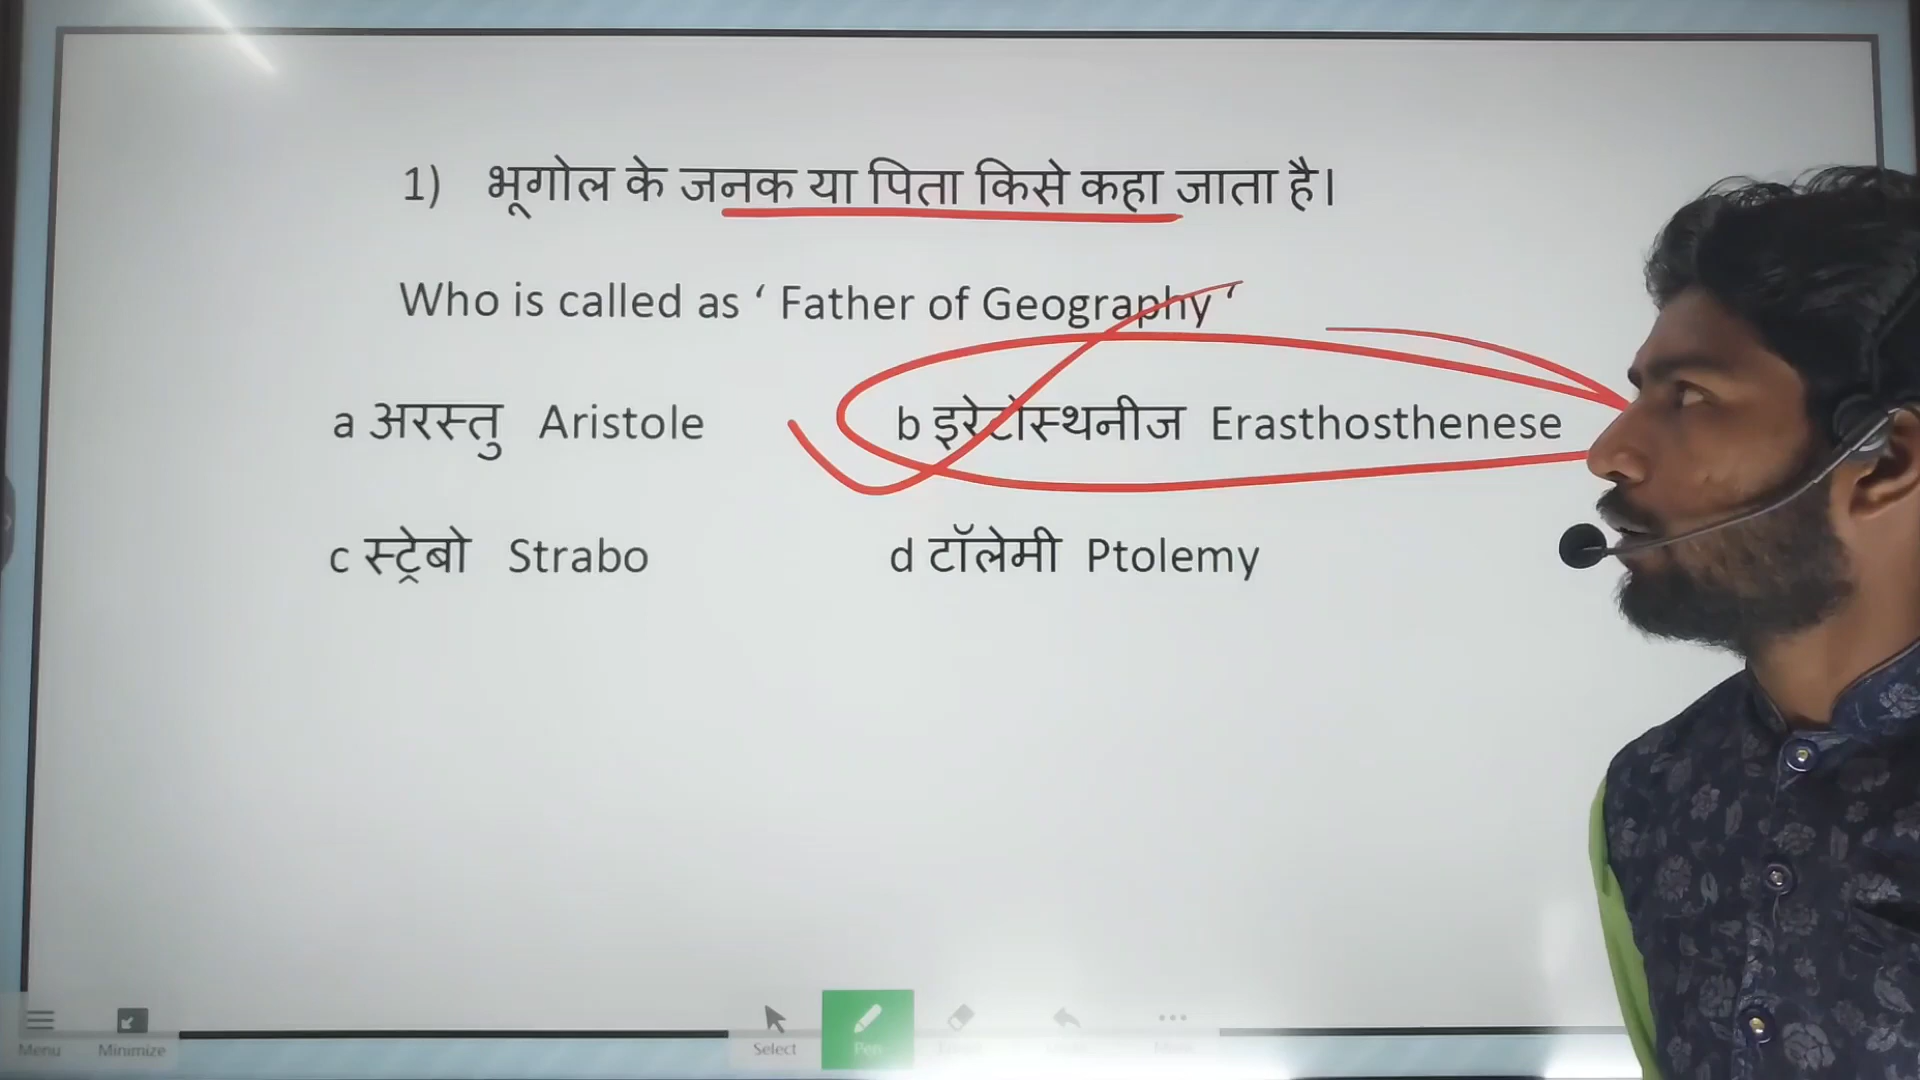 1) भूगोल के जनक या पिता किसे कहा जाता है।
Who is called as ‘ Father of Geography ‘
a अरस्तु Aristole b इरेटोस्थनीज Erasthosthenese
c स्ट्रेबो Strabo d टॉलेमी Ptolemy
Menu Minimize Select Pen